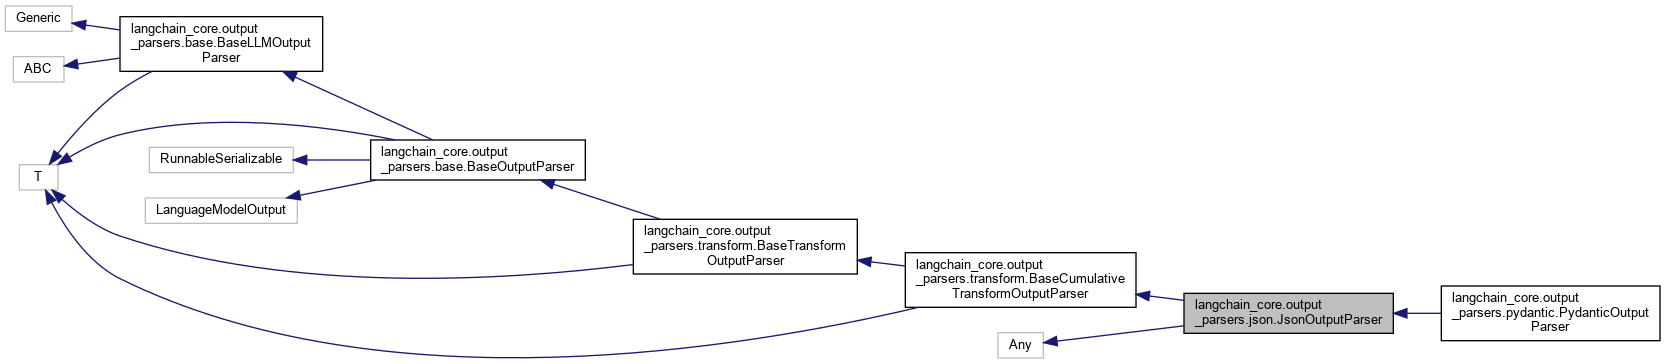 Generic
langchain_core.output
_parsers.base.BaseLLMOutput
Parser
ABC
langchain_core.output
_parsers.base.BaseOutputParser
RunnableSerializable
T
LanguageModelOutput
langchain_core.output
_parsers.transform.BaseTransform
OutputParser
langchain_core.output
_parsers.transform.BaseCumulative
TransformOutputParser
langchain_core.output
_parsers.json.JsonOutputParser
langchain_core.output
_parsers.pydantic.PydanticOutput
Parser
Any